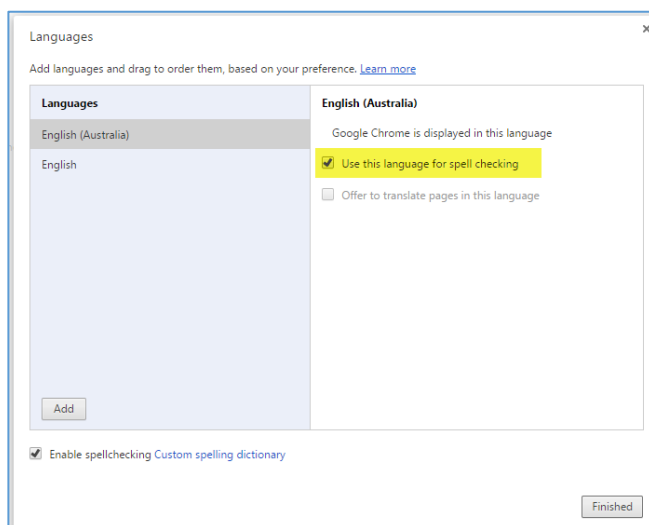 Languages
Add languages and drag to order them, based on your preference. Learn more
Languages
English (Australia)
English
Add
English (Australia)
Google Chrome is displayed in this language
Use this language for spell checking
Offer to translate pages in this language
Enable spellchecking Custom spelling dictionary
Finished